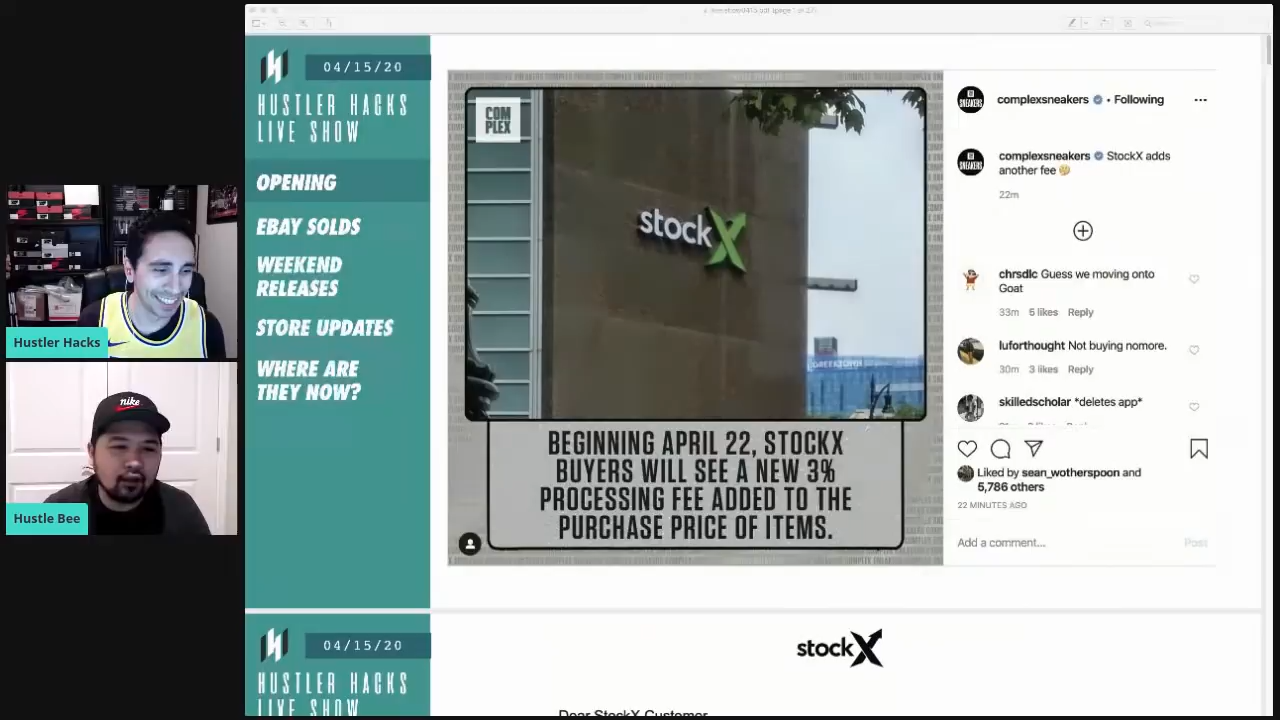 04/15/20
HUSTLER HACKS
LIVE SHOW
OPENING
EBAY SOLDS
WEEKEND
RELEASES
STORE UPDATES
WHERE ARE
THEY NOW?
Hustler Hacks
nike
Hustle Bee
COM
PLEX
stockX
GREEKTOWN
BEGINNING APRIL 22, STOCKX
BUYERS WILL SEE A NEW 3%
PROCESSING FEE ADDED TO THE
PURCHASE PRICE OF ITEMS.
SNEAKERS
complexsneakers • Following
SNEAKERS
complexsneakers StockX adds
another fee
22m
chrsdlc Guess we moving onto
Goat
33m 5 likes Reply
luforthought Not buying nomore.
30m 3 likes Reply
skilledscholar *deletes app*
Liked by sean_wotherspoon and
5,786 others
22 MINUTES AGO
Add a comment...
Post
04/15/20
HUSTLER HACKS
LIVE SHOW
stockX
Dear StockX Customer